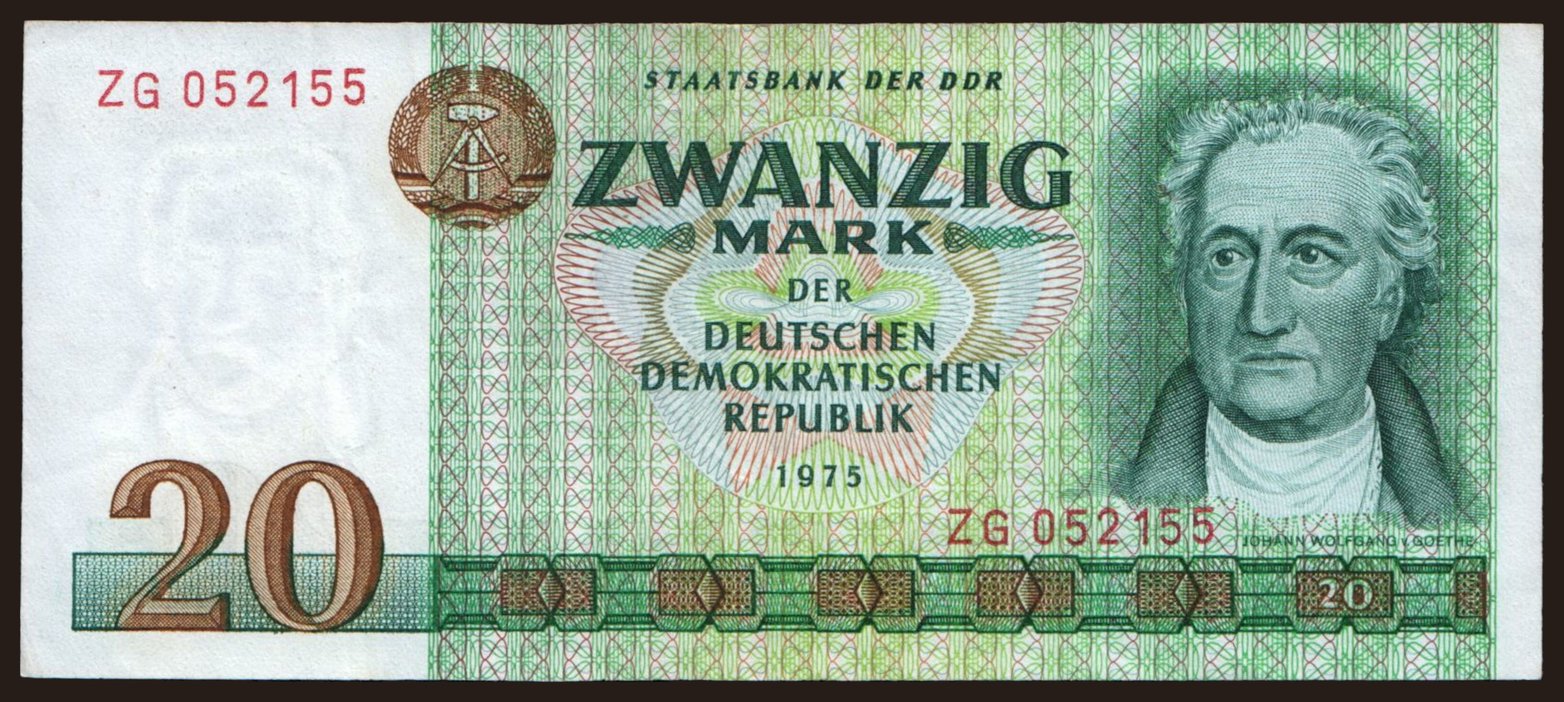 ZG 052155
STAATSBANK DER DDR
ZWANZIG
MARK
DER
DEUTSCHEN
DEMOKRATISCHEN
REPUBLIK
1975
ZG 052155
JOHANN WOLFGANG v. GOETHE
20
20